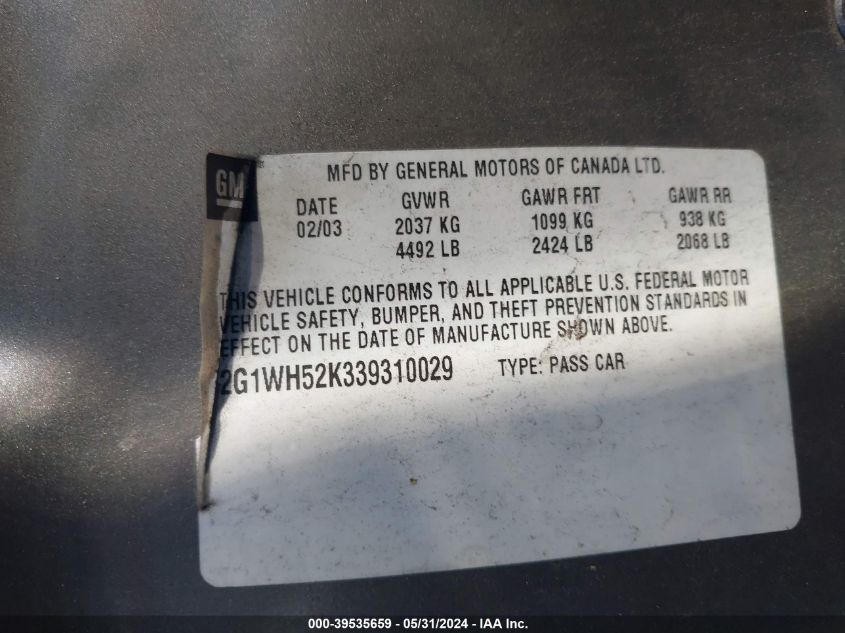 GM
MFD BY GENERAL MOTORS OF CANADA LTD.
DATE GVWR GAWR FRT GAWR RR
02/03 2037 KG 1099 KG 938 KG
4492 LB 2424 LB 2068 LB
THIS VEHICLE CONFORMS TO ALL APPLICABLE U.S. FEDERAL MOTOR
VEHICLE SAFETY, BUMPER, AND THEFT PREVENTION STANDARDS IN
EFFECT ON THE DATE OF MANUFACTURE SHOWN ABOVE.
2G1WH52K339310029 TYPE: PASS CAR
000-39535659 - 05/31/2024 - IAA Inc.